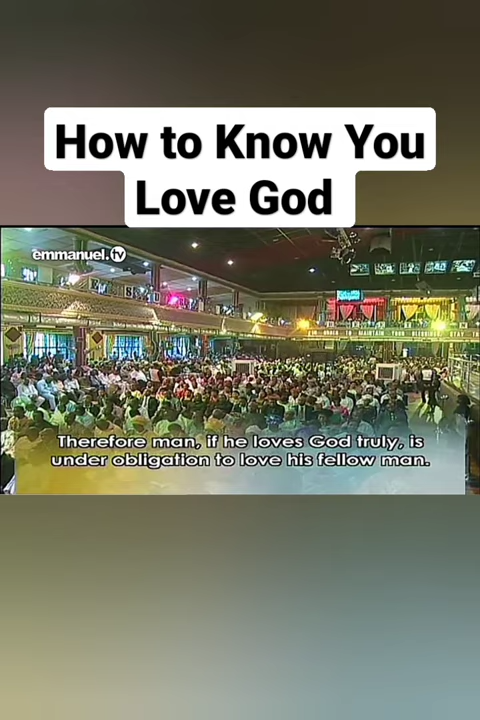 How to Know You
Love God
emmanuel.tv
Therefore man, if he loves God truly, is
under obligation to love his fellow man.